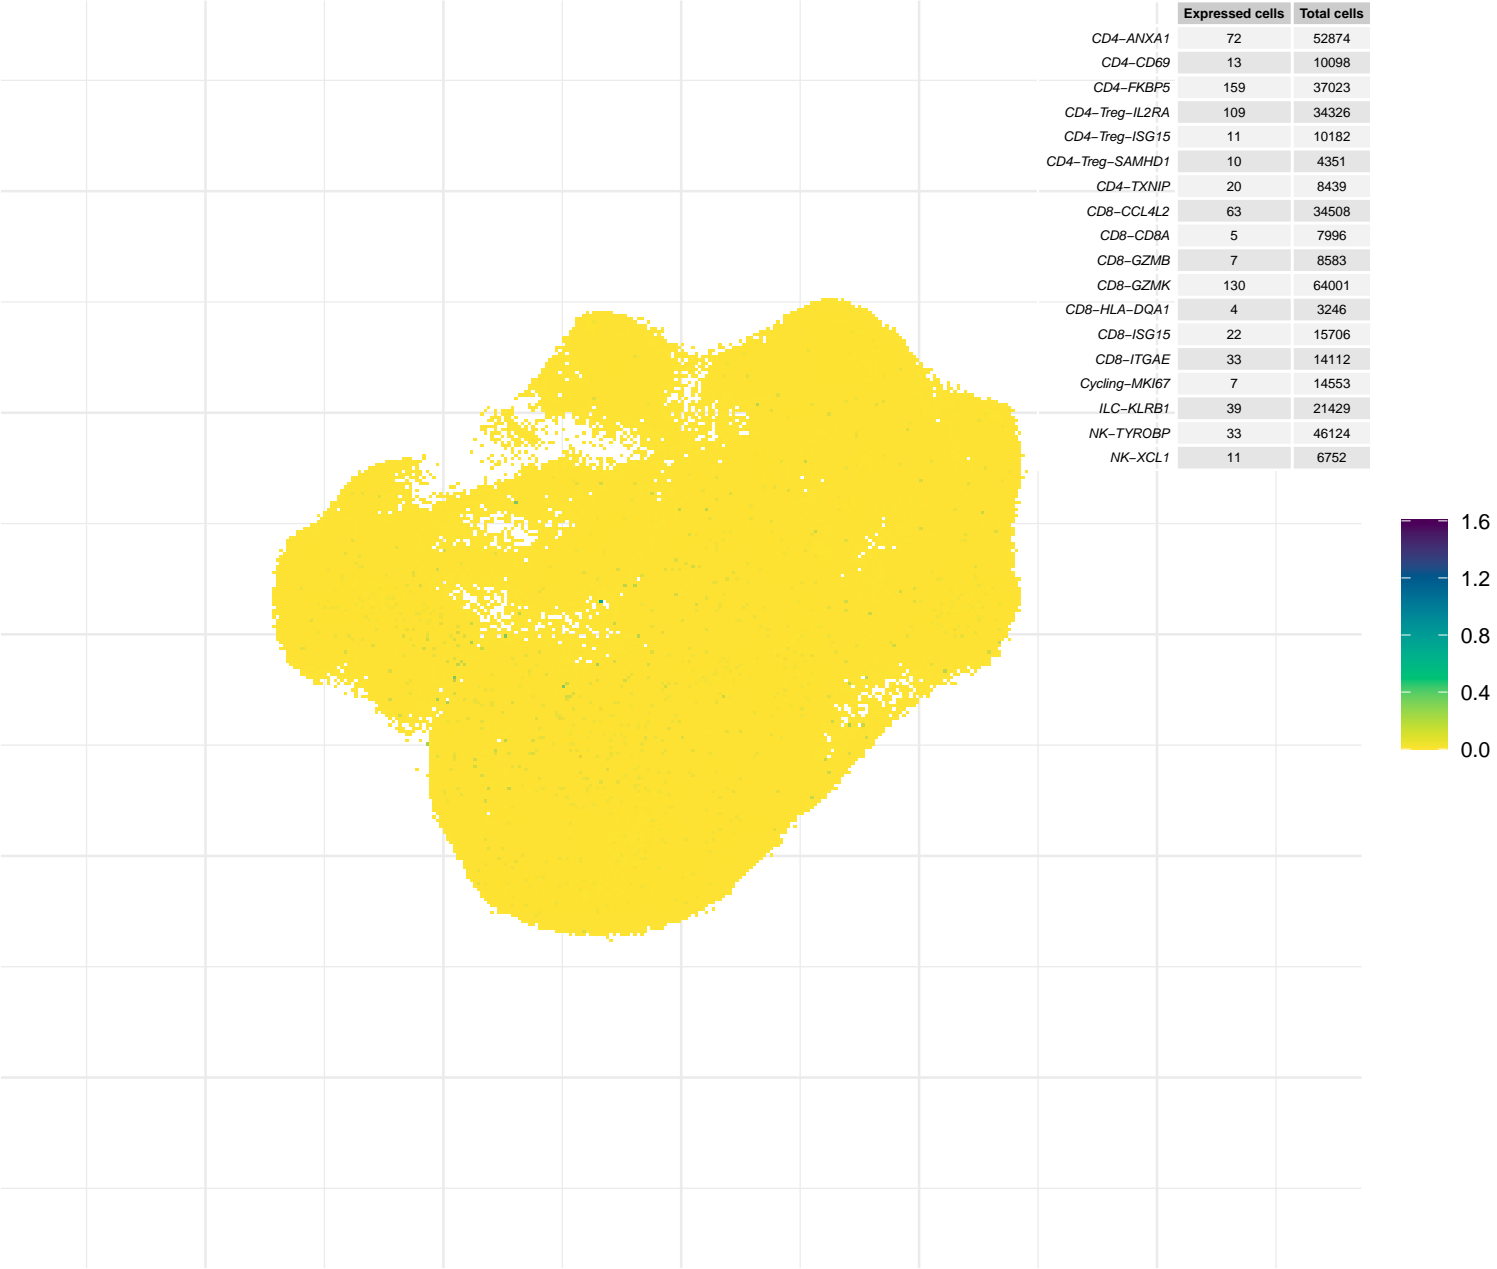 Expressed cells Total cells
CD4−ANXA1 72 52874
CD4−CD69 13 10098
CD4−FKBP5 159 37023
CD4−Treg−IL2RA 109 34326
CD4−Treg−ISG15 11 10182
CD4−Treg−SAMHD1 10 4351
CD4−TXNIP 20 8439
CD8−CCL4L2 63 34508
CD8−CD8A 5 7996
CD8−GZMB 7 8583
CD8−GZMK 130 64001
CD8−HLA−DQA1 4 3246
CD8−ISG15 22 15706
CD8−ITGAE 33 14112
Cycling−MKI67 7 14553
ILC−KLRB1 39 21429
NK−TYROBP 33 46124
NK−XCL1 11 6752
1.6
1.2
0.8
0.4
0.0